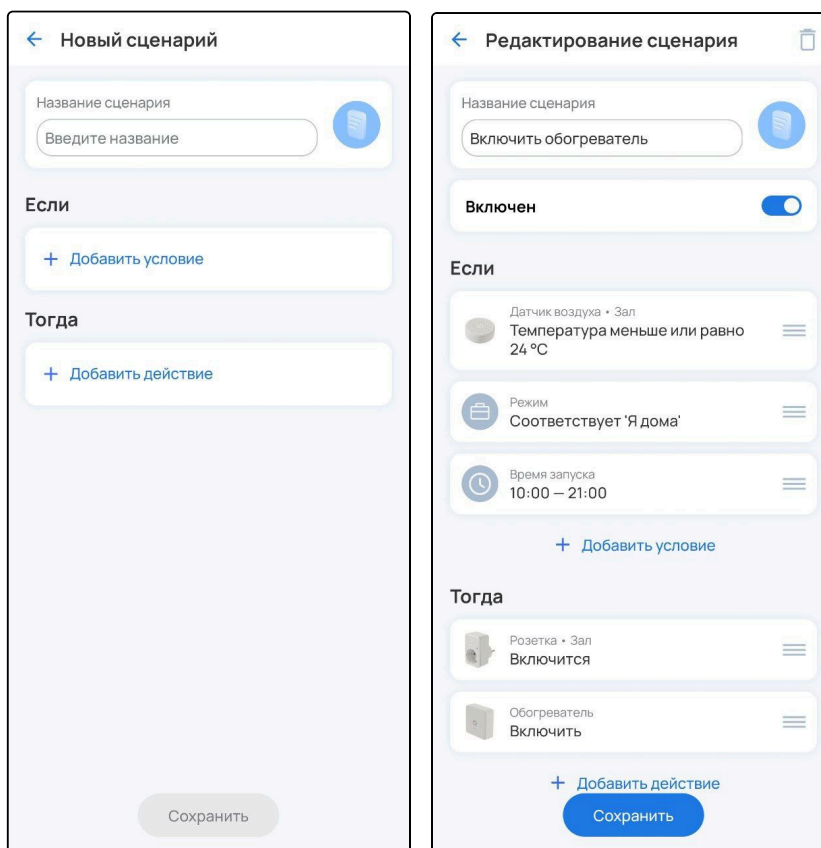 Новый сценарий
Название сценария
Введите название
Если
+ Добавить условие
Тогда
+ Добавить действие
Сохранить
Редактирование сценария
Название сценария
Включить обогреватель
Включен
Если
Датчик воздуха • Зал
Температура меньше или равно
24 °C
Режим
Соответствует 'Я дома'
Время запуска
10:00 — 21:00
+ Добавить условие
Тогда
Розетка • Зал
Включится
Обогреватель
Включить
+ Добавить действие
Сохранить